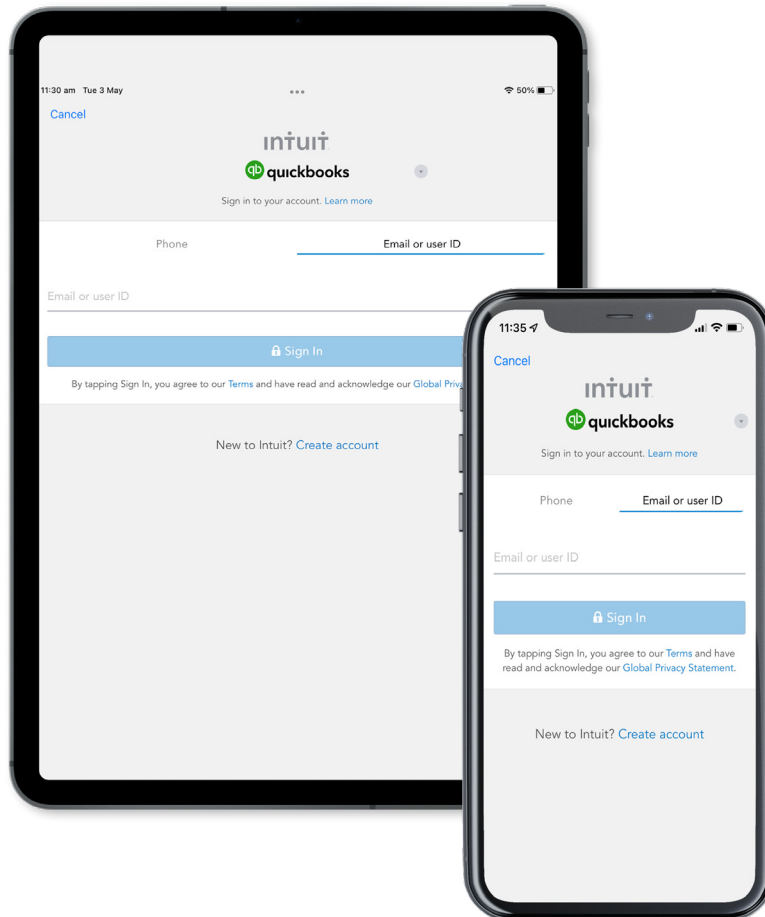 11:30 am Tue 3 May
50%
Cancel
intuit
qb quickbooks
Sign in to your account. Learn more
Phone
Email or user ID
Email or user ID
Sign In
By tapping Sign In, you agree to our Terms and have read and acknowledge our Global
New to Intuit? Create account
11:35
Cancel
intuit
qb quickbooks
Sign in to your account. Learn more
Phone
Email or user ID
Email or user ID
Sign In
By tapping Sign In, you agree to our Terms and have
read and acknowledge our Global Privacy Statement.
New to Intuit? Create account